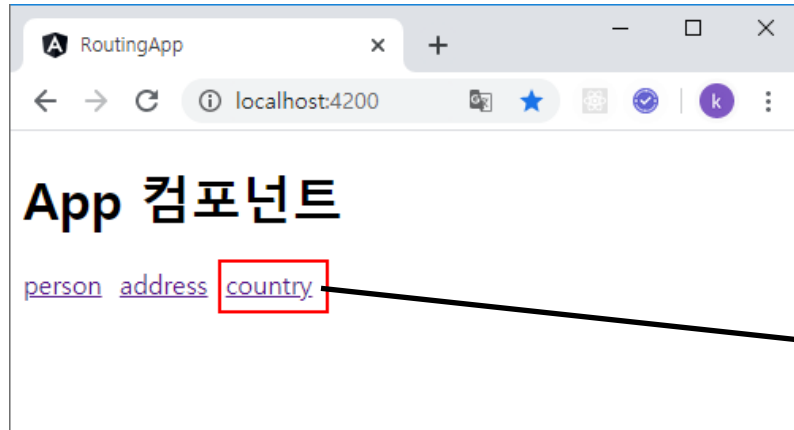 RoutingApp
localhost:4200
k
App 컴포넌트
person address country